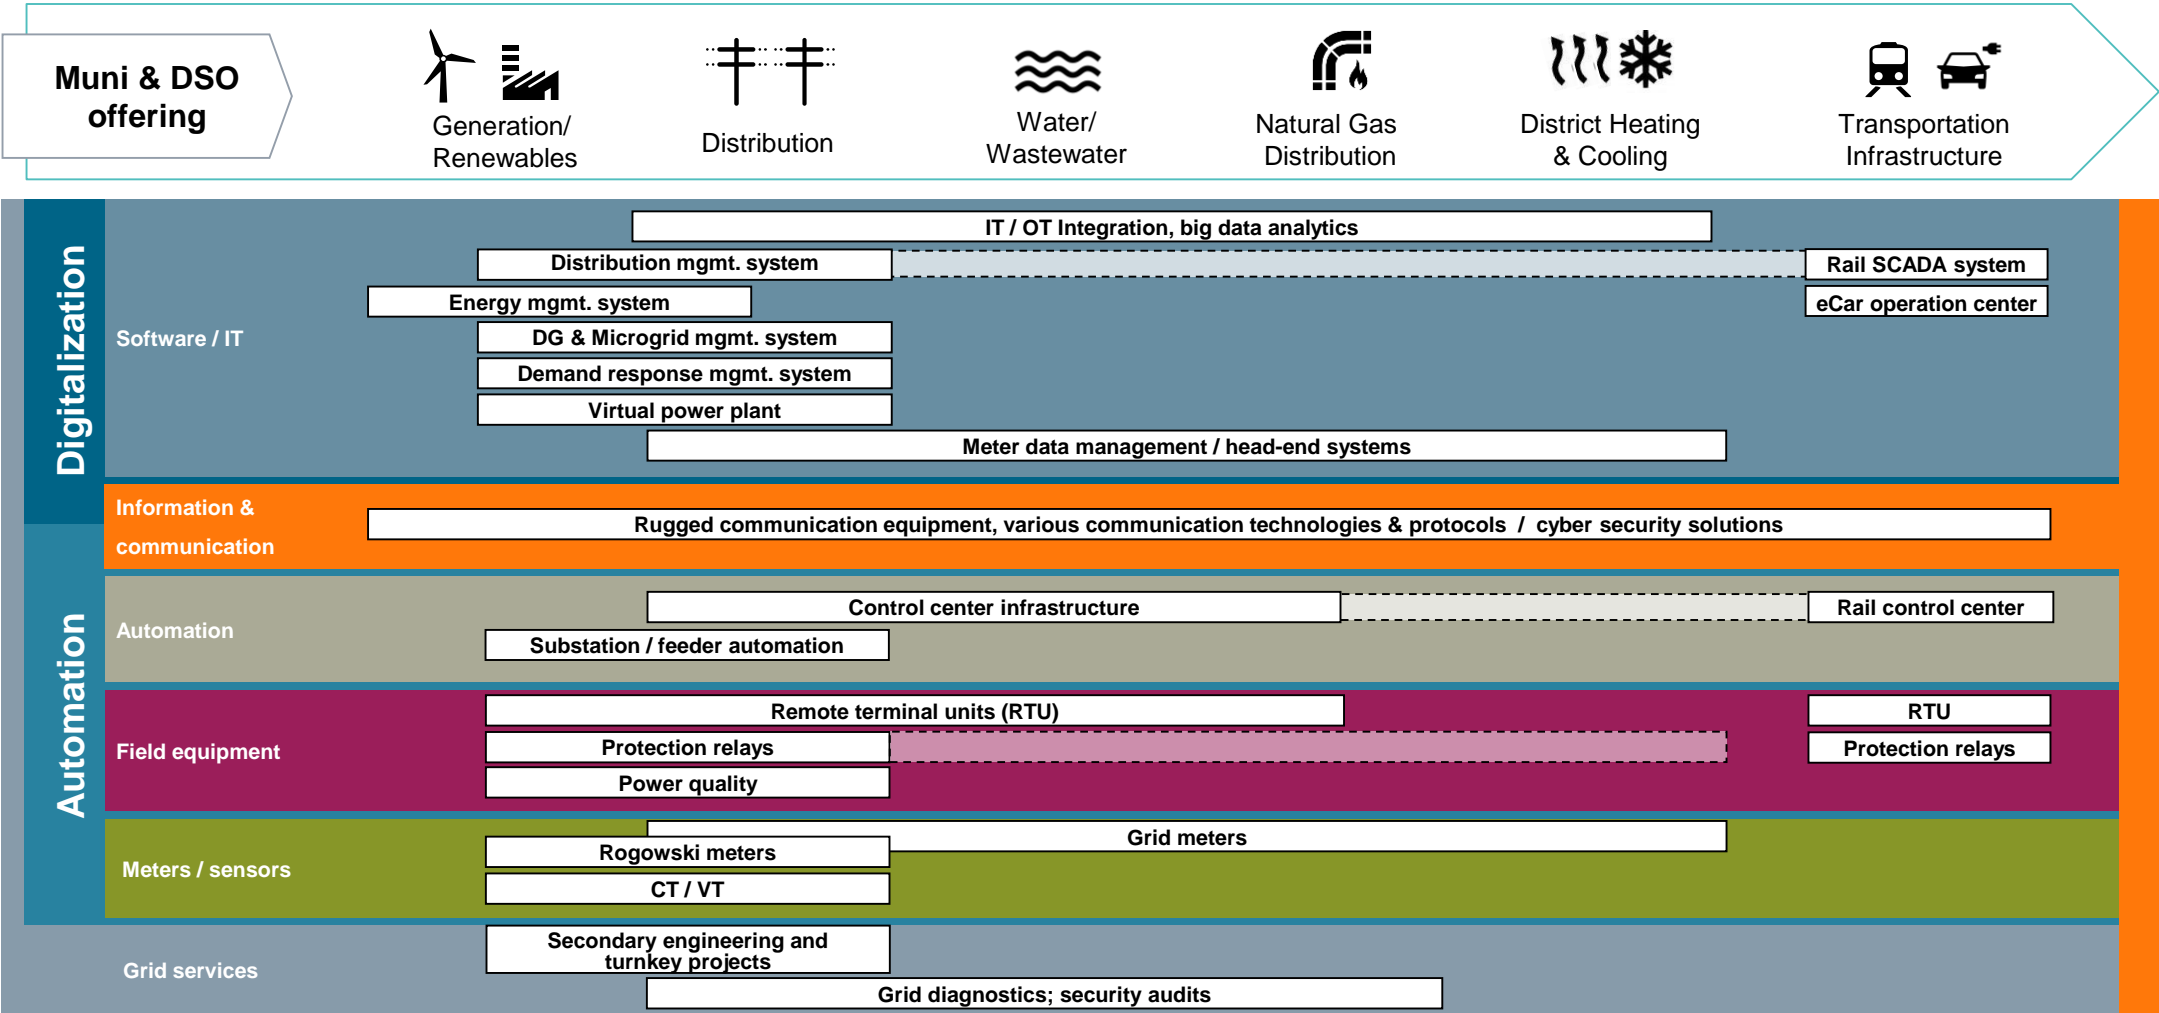 Muni & DSO
offering
Generation/
Renewables
Distribution
Water/
Wastewater
Natural Gas
Distribution
District Heating
& Cooling
Transportation
Infrastructure
Digitalization
Software / IT
IT / OT Integration, big data analytics
Distribution mgmt. system
Rail SCADA system
Energy mgmt. system
eCar operation center
DG & Microgrid mgmt. system
Demand response mgmt. system
Virtual power plant
Meter data management / head-end systems
Information &
communication
Rugged communication equipment, various communication technologies & protocols / cyber security solutions
Automation
Automation
Control center infrastructure
Rail control center
Substation / feeder automation
Field equipment
Remote terminal units (RTU)
RTU
Protection relays
Protection relays
Power quality
Meters / sensors
Grid meters
Rogowski meters
CT / VT
Grid services
Secondary engineering and
turnkey projects
Grid diagnostics; security audits